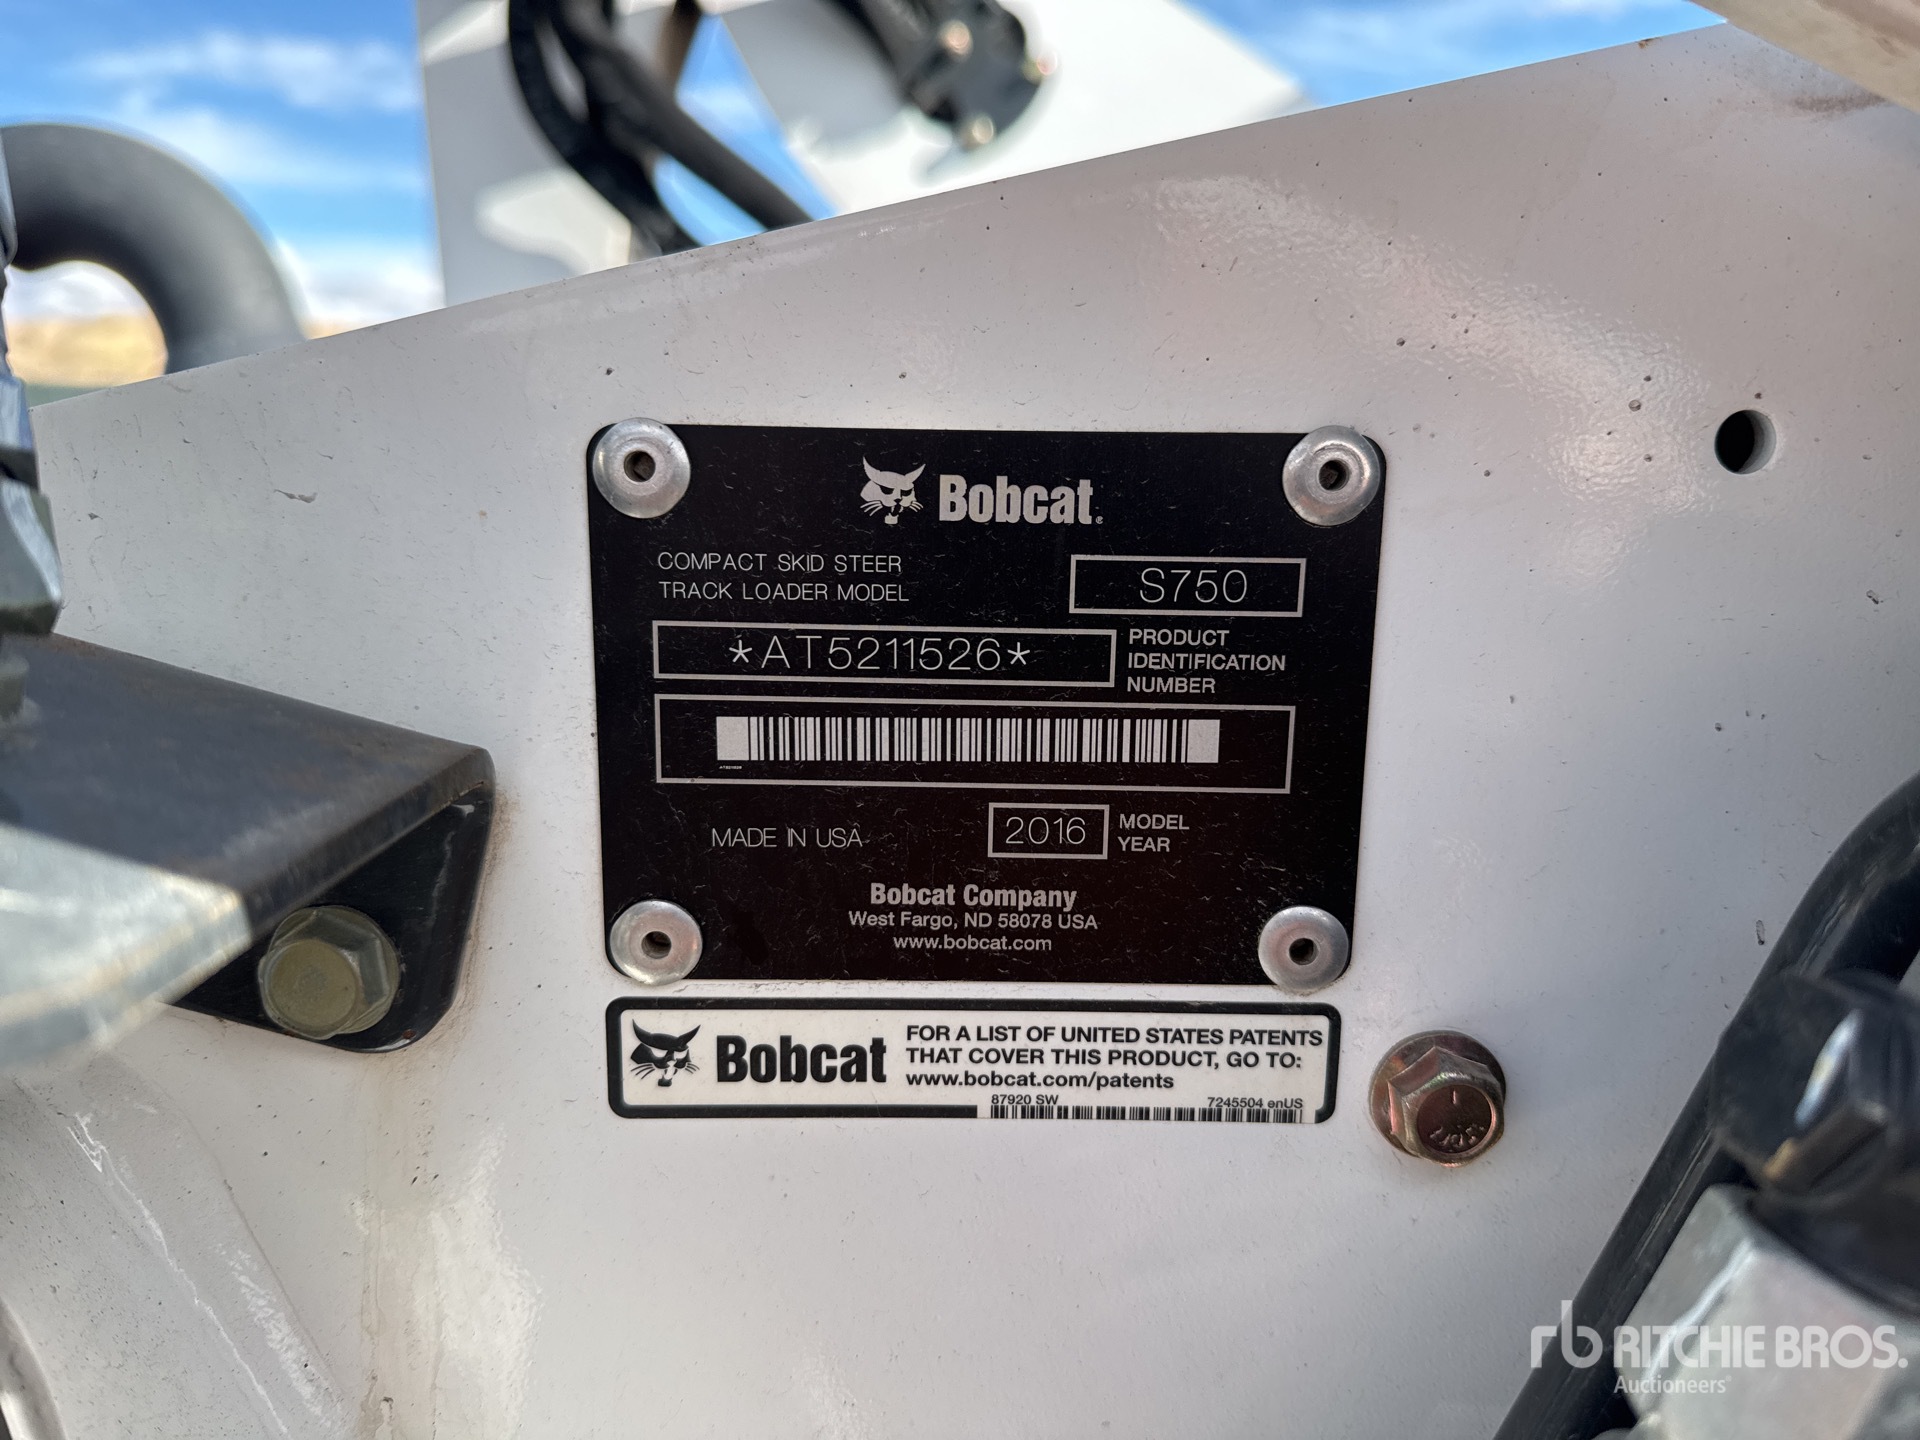 Bobcat®
COMPACT SKID STEER
TRACK LOADER MODEL
S750
*AT5211526*
PRODUCT
IDENTIFICATION
NUMBER
MADE IN USA
2016
MODEL
YEAR
Bobcat Company
West Fargo, ND 58078 USA
www.bobcat.com
Bobcat
FOR A LIST OF UNITED STATES PATENTS
THAT COVER THIS PRODUCT, GO TO:
www.bobcat.com/patents
87920 SW
7245504 enUS
rb RITCHIE BROS.
Auctioneers